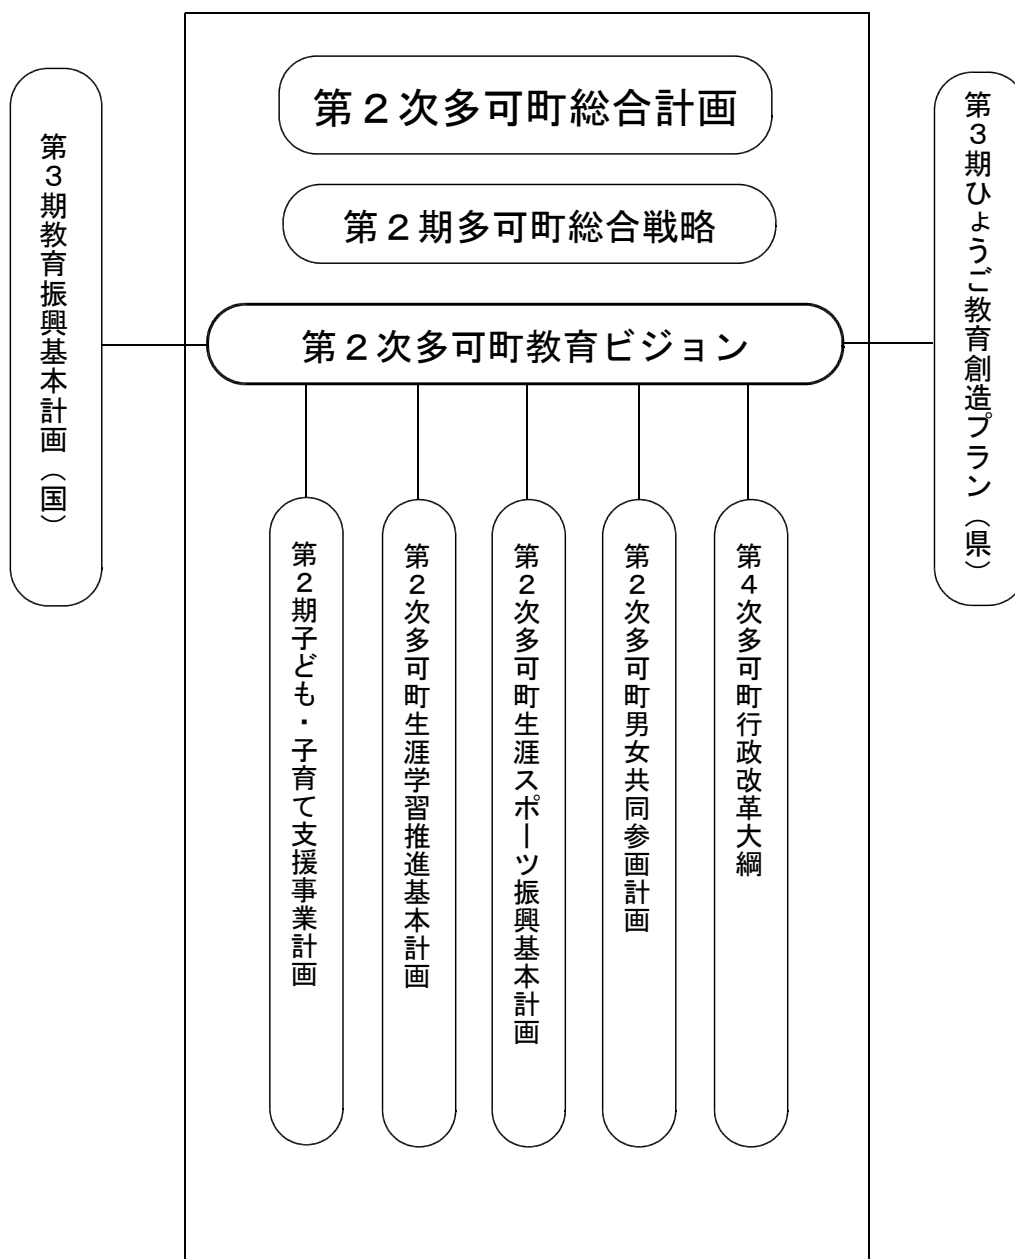 第２次多可町総合計画
第２期多可町総合戦略
第２次多可町教育ビジョン
第３期教育振興基本計画（国）
第３期ひょうご教育創造プラン（県）
第２期子ども・子育て支援事業計画
第２次多可町生涯学習推進基本計画
第２次多可町生涯スポーツ振興基本計画
第２次多可町男女共同参画計画
第４次多可町行政改革大綱